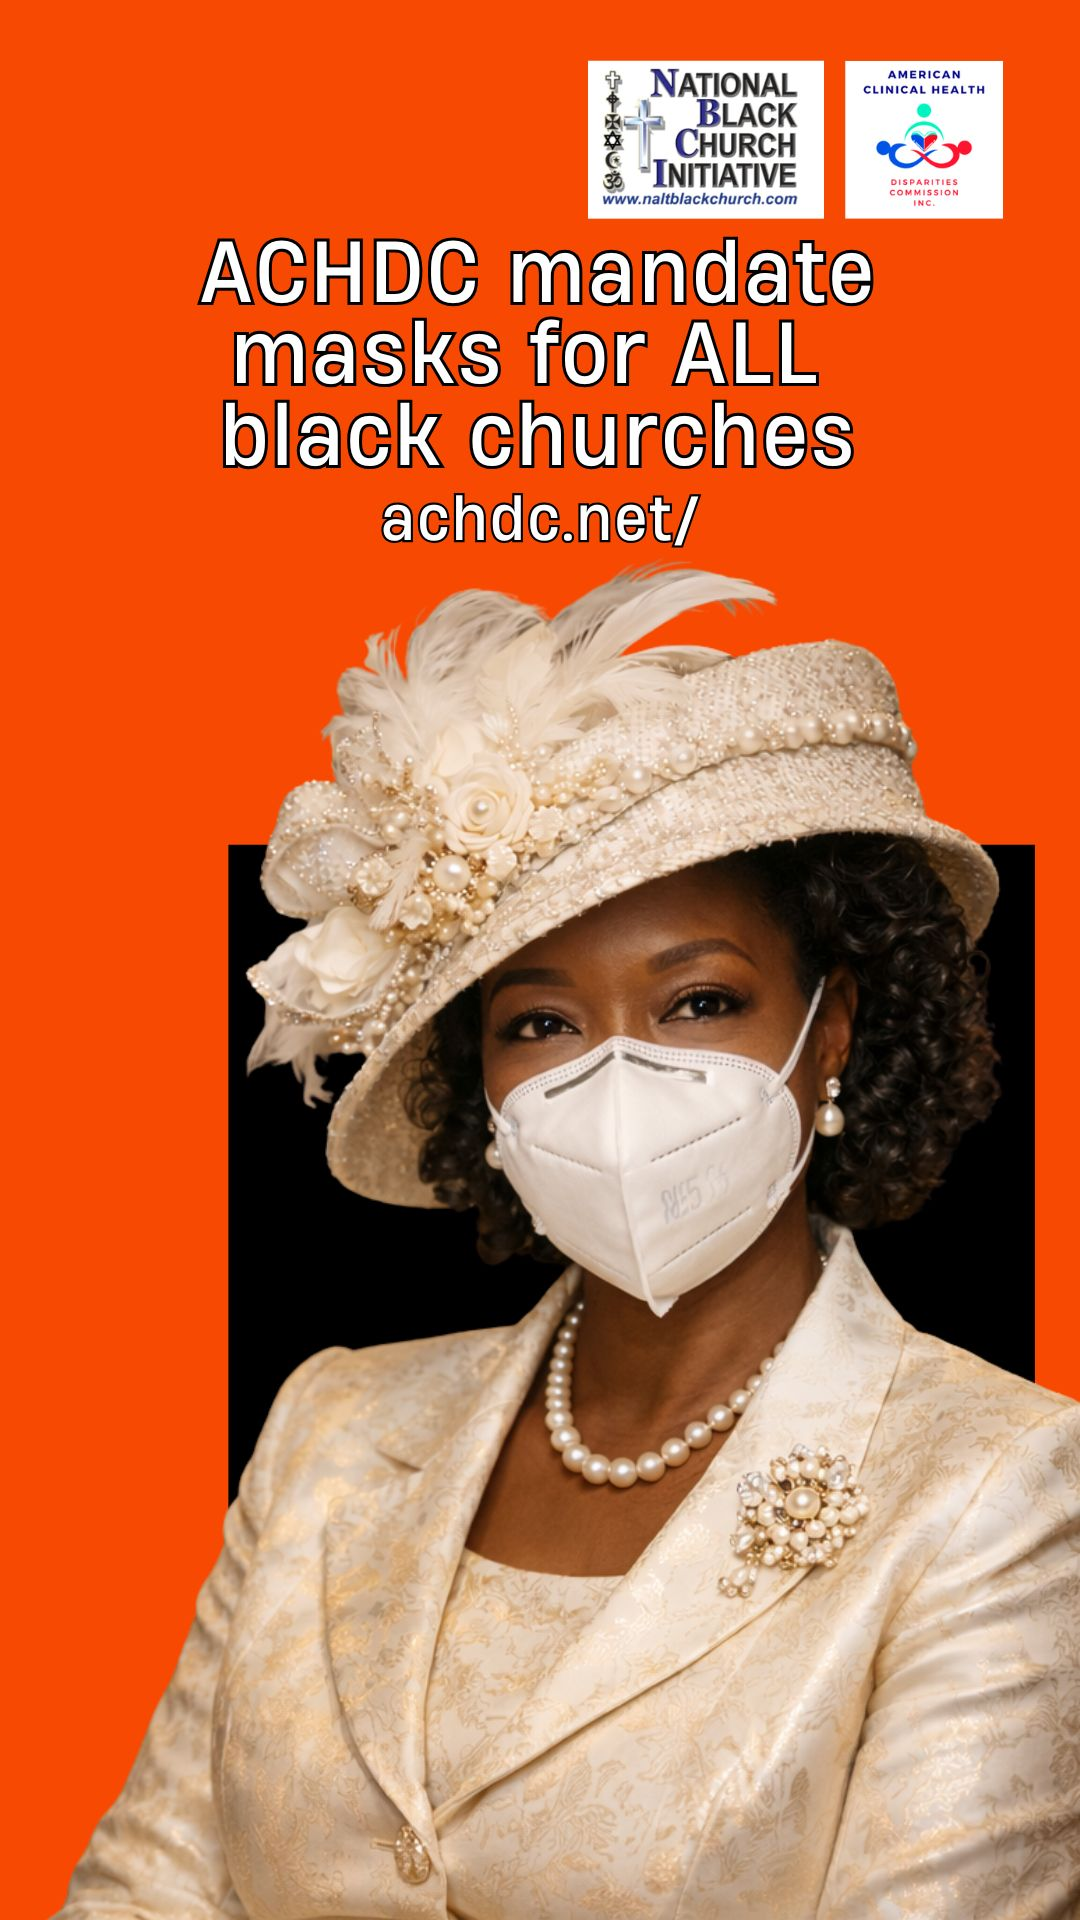 NATIONAL
BLACK
CHURCH
INITIATIVE
www.naltblackchurch.com
AMERICAN
CLINICAL HEALTH
DISPARITIES
COMMISSION
INC.
ACHDC mandate
masks for ALL
black churches
achdc.net/